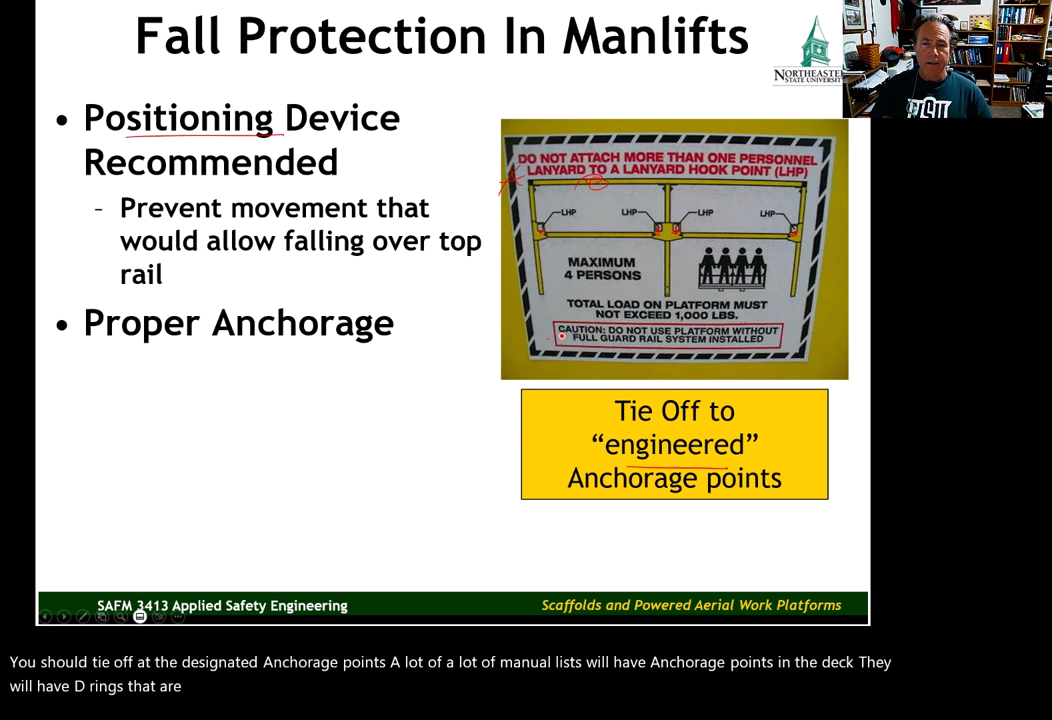 Fall Protection In Manlifts
NORTHEASTE
STATE UNIVERSITY
• Positioning Device
Recommended
– Prevent movement that
would allow falling over top
rail
• Proper Anchorage
DO NOT ATTACH MORE THAN ONE PERSONNEL
LANYARD TO A LANYARD HOOK POINT (LHP)
LHP LHP LHP LHP
MAXIMUM
4 PERSONS
TOTAL LOAD ON PLATFORM MUST
NOT EXCEED 1,000 LBS.
CAUTION: DO NOT USE PLATFORM WITHOUT
FULL GUARD RAIL SYSTEM INSTALLED
Tie Off to
“engineered”
Anchorage points
SAFM 3413 Applied Safety Engineering
Scaffolds and Powered Aerial Work Platforms
You should tie off at the designated Anchorage points A lot of a lot of manual lists will have Anchorage points in the deck They
will have D rings that are